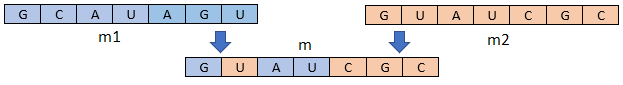 G C A U A G U
G U A U C G C
m1
m
m2
G U A U C G C